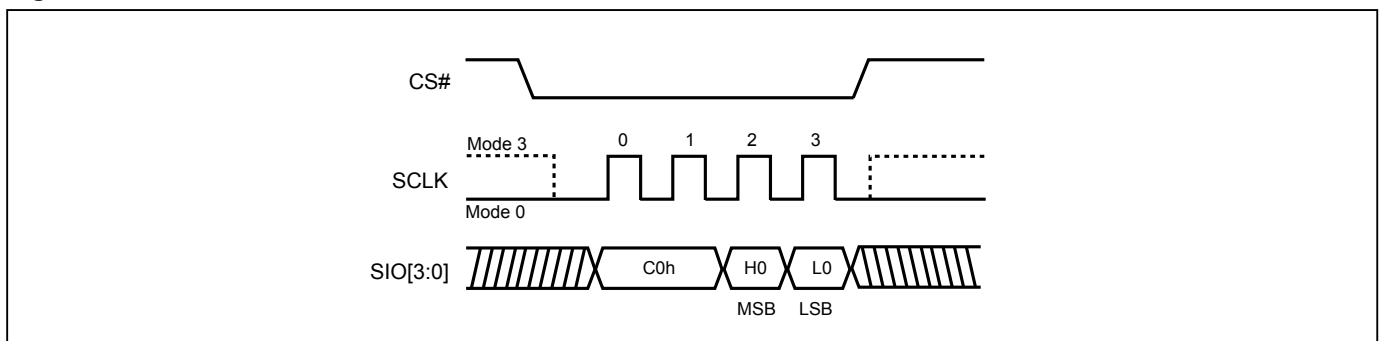 CS#
Mode 3 0 1 2 3
SCLK
Mode 0
SIO[3:0] C0h H0 L0
MSB LSB